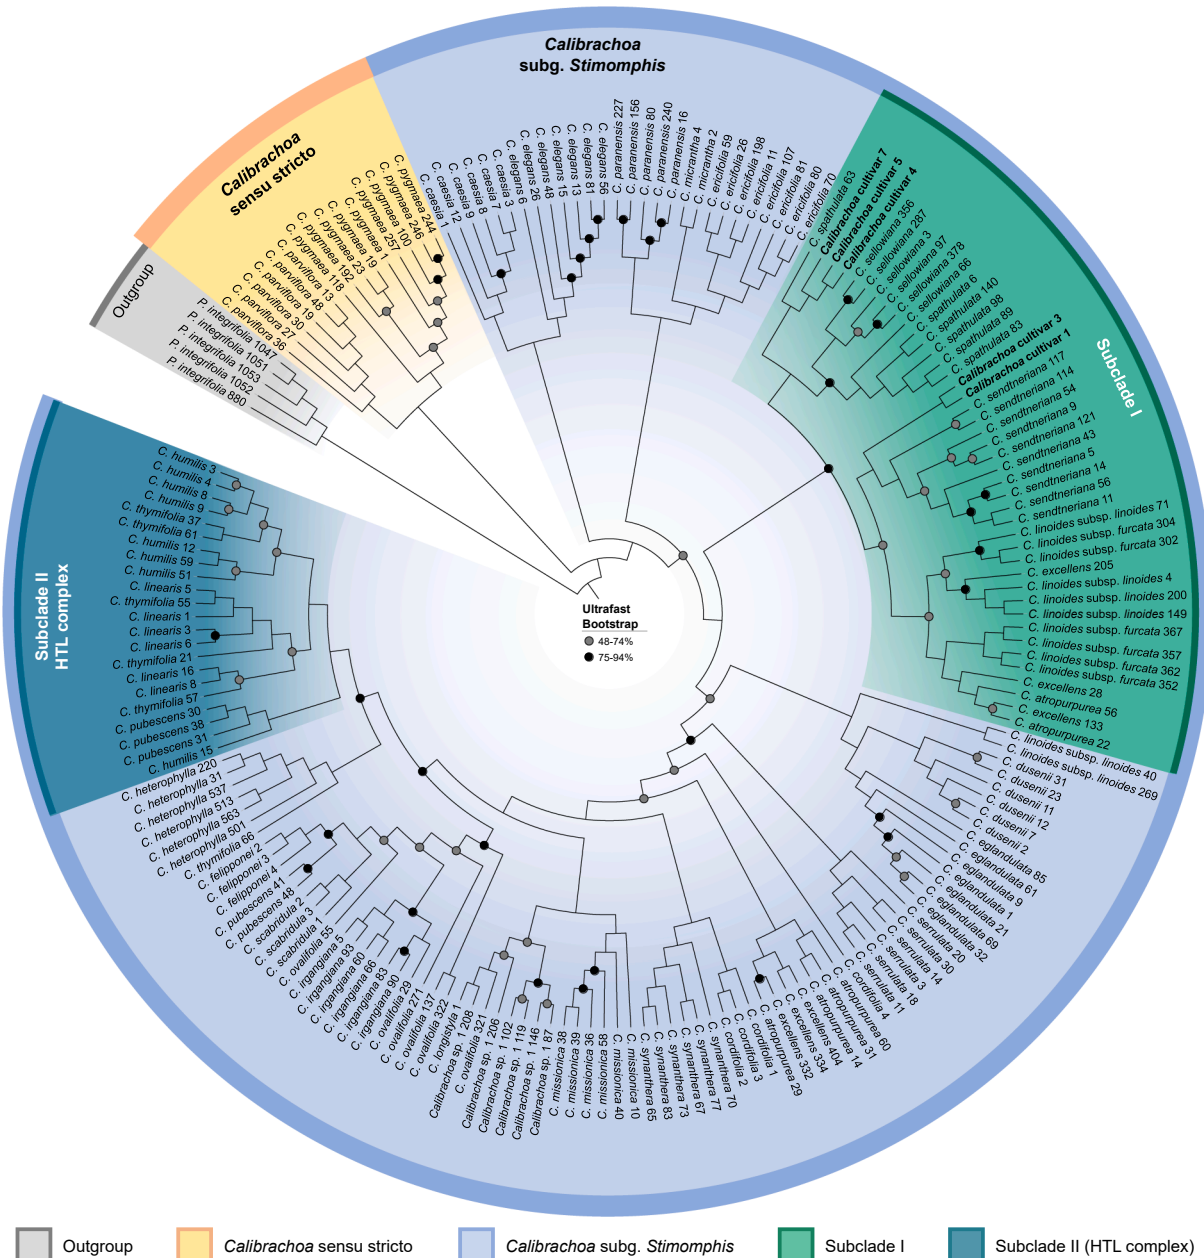 Calibrachoa
subg. Stimomphis
Calibrachoa
sensu stricto
Outgroup
P. integrifolia 880
P. integrifolia 1052
P. integrifolia 1053
P. integrifolia 1051
P. integrifolia 1047
C. parviflora 36
C. parviflora 27
C. parviflora 30
C. parviflora 19
C. parviflora 48
C. parviflora 13
C. pygmaea 118
C. pygmaea 192
C. pygmaea 23
C. pygmaea 19
C. pygmaea 1
C. pygmaea 257
C. pygmaea 100
C. pygmaea 246
C. pygmaea 244
C. caesia 1
C. caesia 12
C. caesia 9
C. caesia 8
C. caesia 7
C. caesia 3
C. elegans 6
C. elegans 26
C. elegans 48
C. elegans 15
C. elegans 13
C. elegans 81
C. elegans 56
C. paranensis 227
C. paranensis 156
C. paranensis 80
C. paranensis 240
C. paranensis 16
C. micrantha 4
C. micrantha 2
C. ericifolia 59
C. ericifolia 26
C. ericifolia 198
C. ericifolia 11
C. ericifolia 107
C. ericifolia 81
C. ericifolia 80
C. ericifolia 70
C. spathulata 63
Calibrachoa cultivar 7
Calibrachoa cultivar 5
Calibrachoa cultivar 4
C. sellowiana 356
C. sellowiana 287
C. sellowiana 3
C. sellowiana 97
C. sellowiana 378
C. sellowiana 66
C. spathulata 6
C. spathulata 140
C. spathulata 98
C. spathulata 89
C. spathulata 83
Calibrachoa cultivar 3
Calibrachoa cultivar 1
C. sendtneriana 117
C. sendtneriana 114
C. sendtneriana 54
C. sendtneriana 9
C. sendtneriana 121
C. sendtneriana 43
C. sendtneriana 5
C. sendtneriana 14
C. sendtneriana 56
C. sendtneriana 11
C. linoides subsp. linoides 71
C. linoides subsp. furcata 304
C. linoides subsp. furcata 302
C. excellens 205
C. linoides subsp. linoides 4
C. linoides subsp. linoides 200
C. linoides subsp. linoides 149
C. linoides subsp. furcata 367
C. linoides subsp. furcata 357
C. linoides subsp. furcata 362
C. linoides subsp. furcata 352
C. excellens 28
C. atropurpurea 56
C. excellens 133
C. atropurpurea 22
Subclade I
C. linoides subsp. linoides 40
C. linoides subsp. linoides 269
C. dusenii 31
C. dusenii 23
C. dusenii 11
C. dusenii 12
C. dusenii 7
C. dusenii 2
C. eglandulata 85
C. eglandulata 61
C. eglandulata 9
C. eglandulata 1
C. eglandulata 21
C. eglandulata 69
C. eglandulata 32
C. serrulata 20
C. serrulata 30
C. serrulata 14
C. serrulata 3
C. serrulata 18
C. serrulata 11
C. cordifolia 4
C. atropurpurea 60
C. atropurpurea 31
C. atropurpurea 14
C. excellens 404
C. excellens 334
C. excellens 332
C. atropurpurea 29
C. cordifolia 1
C. cordifolia 3
C. cordifolia 2
C. synanthera 70
C. synanthera 77
C. synanthera 67
C. synanthera 73
C. synanthera 83
C. synanthera 65
C. missionica 10
C. missionica 40
C. missionica 58
C. missionica 36
C. missionica 39
C. missionica 38
Calibrachoa sp. 1 87
Calibrachoa sp. 1 146
Calibrachoa sp. 1 119
Calibrachoa sp. 1 102
C. ovalifolia 321
Calibrachoa sp. 1 206
Calibrachoa sp. 1 208
C. longistyla 1
C. ovalifolia 322
C. ovalifolia 137
C. ovalifolia 271
C. ovalifolia 29
C. irgangiana 90
C. irgangiana 83
C. irgangiana 66
C. irgangiana 60
C. irgangiana 93
C. irgangiana 5
C. ovalifolia 55
C. scabridula 1
C. scabridula 3
C. scabridula 2
C. pubescens 48
C. pubescens 41
C. felipponei 4
C. felipponei 3
C. felipponei 2
C. thymifolia 66
C. heterophylla 501
C. heterophylla 563
C. heterophylla 513
C. heterophylla 537
C. heterophylla 31
C. heterophylla 220
C. humilis 15
C. pubescens 31
C. pubescens 38
C. pubescens 30
C. thymifolia 57
C. linearis 8
C. linearis 16
C. thymifolia 21
C. linearis 6
C. linearis 3
C. linearis 1
C. thymifolia 55
C. linearis 5
C. humilis 51
C. humilis 59
C. humilis 12
C. thymifolia 61
C. thymifolia 37
C. humilis 9
C. humilis 8
C. humilis 4
C. humilis 3
Subclade II
HTL complex
Ultrafast
Bootstrap
48-74%
75-94%
Outgroup
Calibrachoa sensu stricto
Calibrachoa subg. Stimomphis
Subclade I
Subclade II (HTL complex)